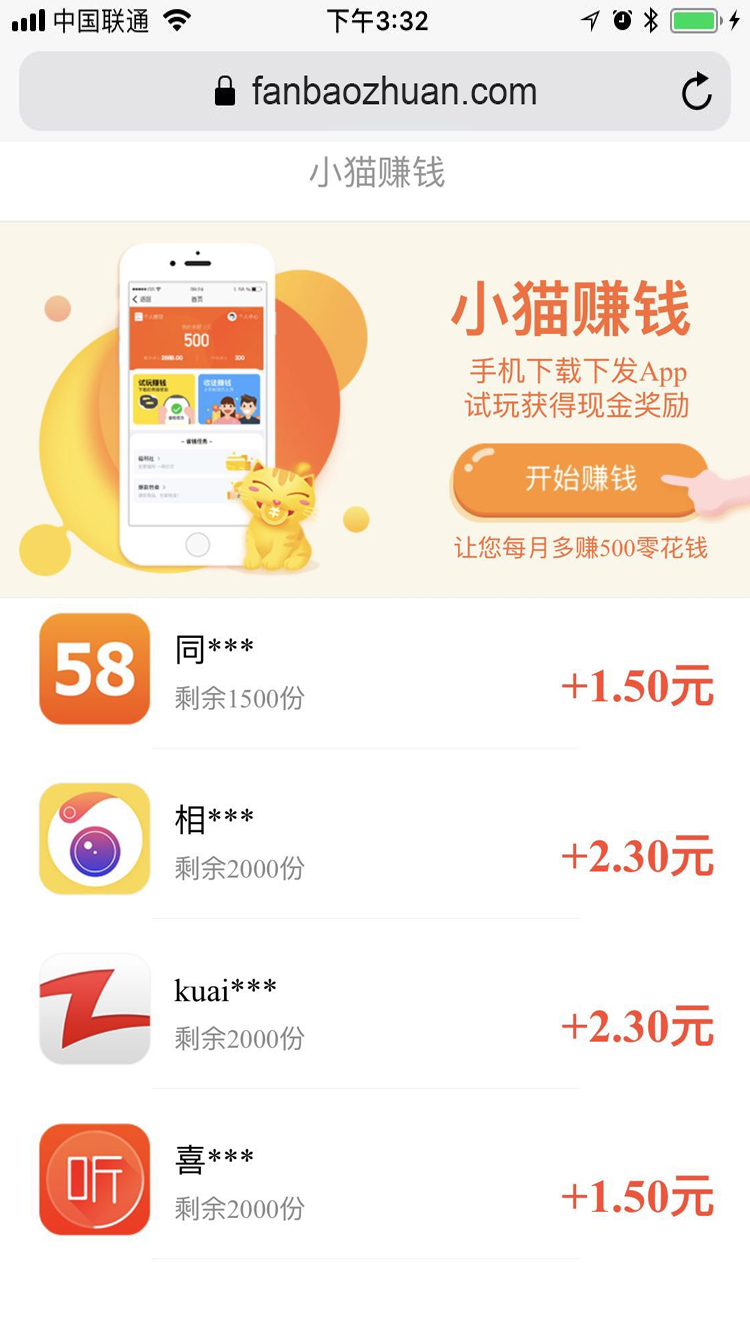 中国联通
下午3:32
fanbaozhuan.com
小猫赚钱
500
试玩赚钱
收徒赚钱
小猫赚钱
手机下载下发App
试玩获得现金奖励
开始赚钱
让您每月多赚500零花钱
58
同***
剩余1500份
+1.50元
相***
剩余2000份
+2.30元
kuai***
剩余2000份
+2.30元
听
喜***
剩余2000份
+1.50元